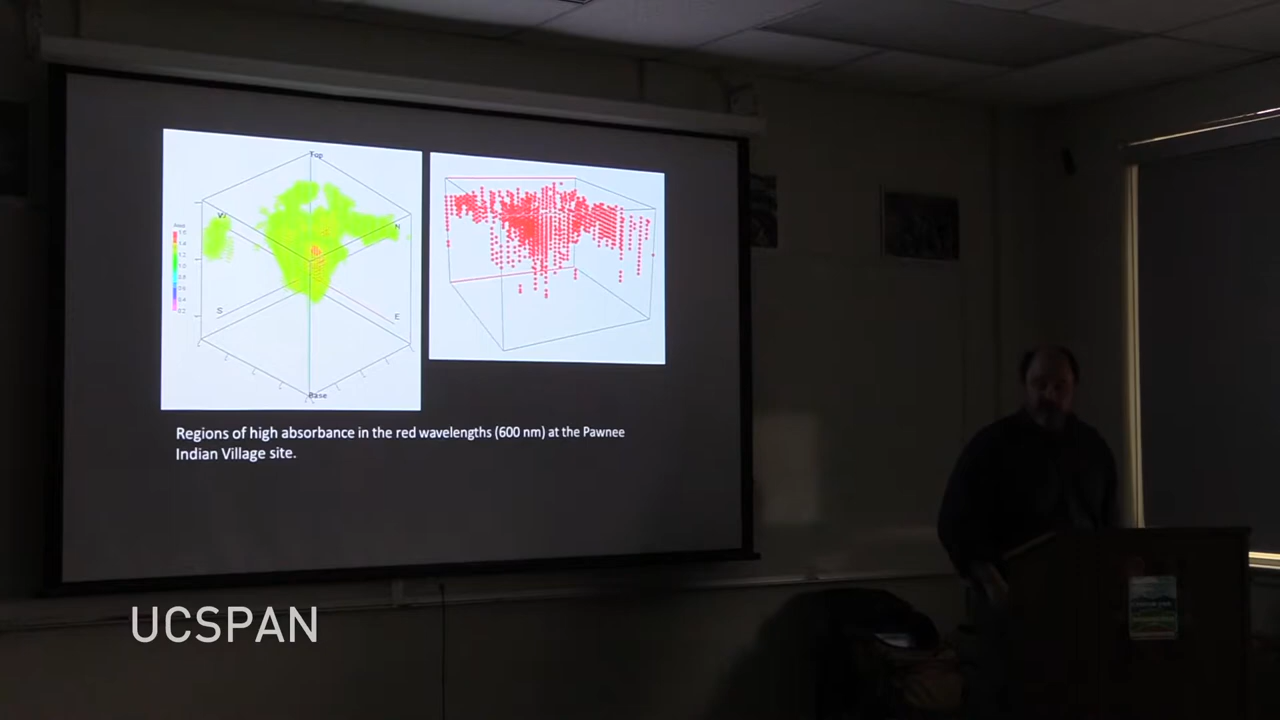 Top
W
N
S
E
Base
Regions of high absorbance in the red wavelengths (600 nm) at the Pawnee
Indian Village site.
UCSPAN